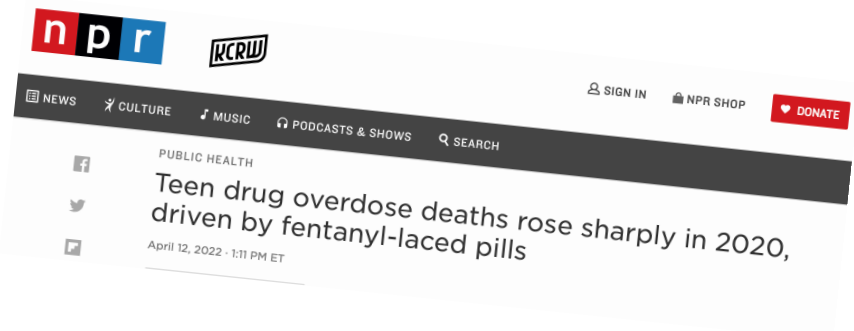 npr
KCRW
SIGN IN
NPR SHOP
DONATE
NEWS
CULTURE
MUSIC
PODCASTS & SHOWS
SEARCH
PUBLIC HEALTH
Teen drug overdose deaths rose sharply in 2020,
driven by fentanyl-laced pills
April 12, 2022 · 1:11 PM ET